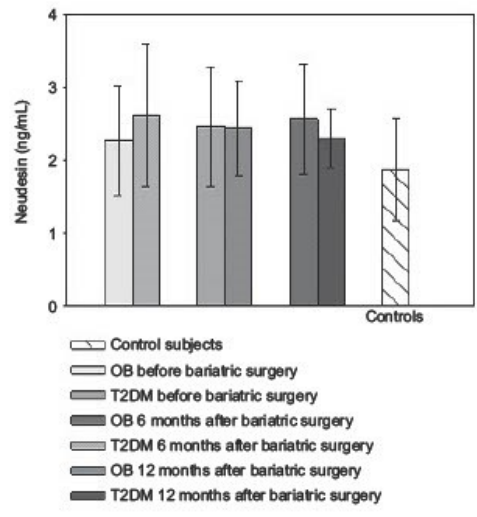 4
3
2
1
0
Neudesin (ng/mL)
Controls
Control subjects
OB before bariatric surgery
T2DM before bariatric surgery
OB 6 months after bariatric surgery
T2DM 6 months after bariatric surgery
OB 12 months after bariatric surgery
T2DM 12 months after bariatric surgery